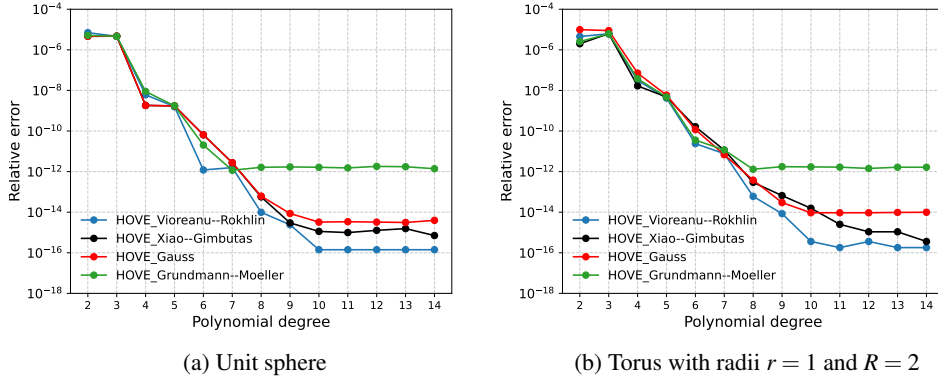 10⁻⁴
10⁻⁶
10⁻⁸
10⁻¹⁰
10⁻¹²
10⁻¹⁴
10⁻¹⁶
10⁻¹⁸
Relative error
HOVE_Vioreanu--Rokhlin
HOVE_Xiao--Gimbutas
HOVE_Gauss
HOVE_Grundmann--Moeller
2 3 4 5 6 7 8 9 10 11 12 13 14
Polynomial degree
(a) Unit sphere
10⁻⁴
10⁻⁶
10⁻⁸
10⁻¹⁰
10⁻¹²
10⁻¹⁴
10⁻¹⁶
10⁻¹⁸
Relative error
HOVE_Vioreanu--Rokhlin
HOVE_Xiao--Gimbutas
HOVE_Gauss
HOVE_Grundmann--Moeller
2 3 4 5 6 7 8 9 10 11 12 13 14
Polynomial degree
(b) Torus with radii r = 1 and R = 2